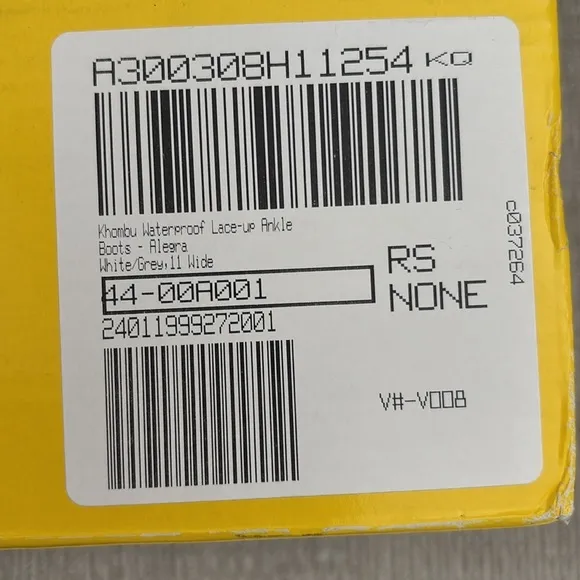 A300308H11254 KQ
Khombu Waterproof Lace-up Ankle
Boots - Alegra
White/Grey,11 Wide
44-00A001
24011999272001
RS
NONE
V#-V008
c037264